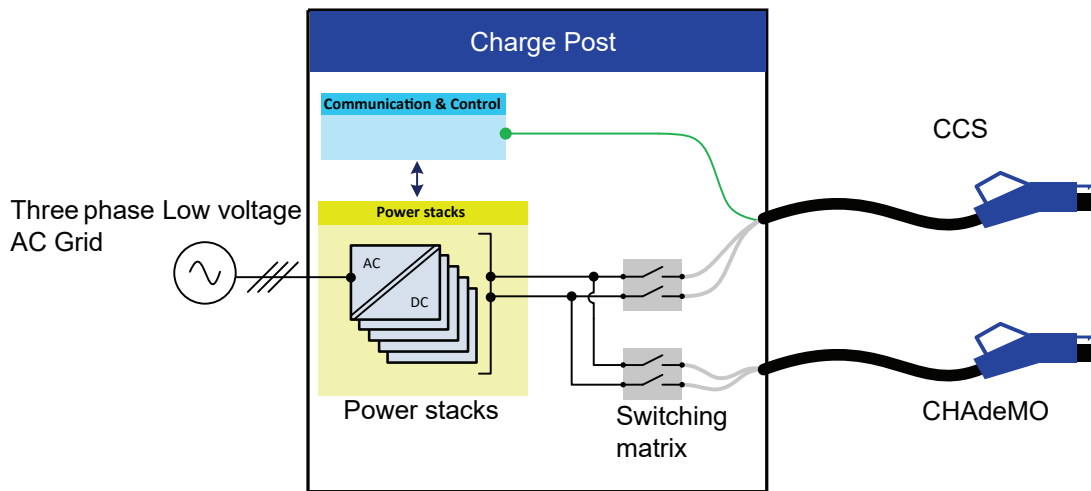 Charge Post
Communication & Control
CCS
Three phase Low voltage
AC Grid
Power stacks
AC
DC
Power stacks
Switching
matrix
CHAdeMO